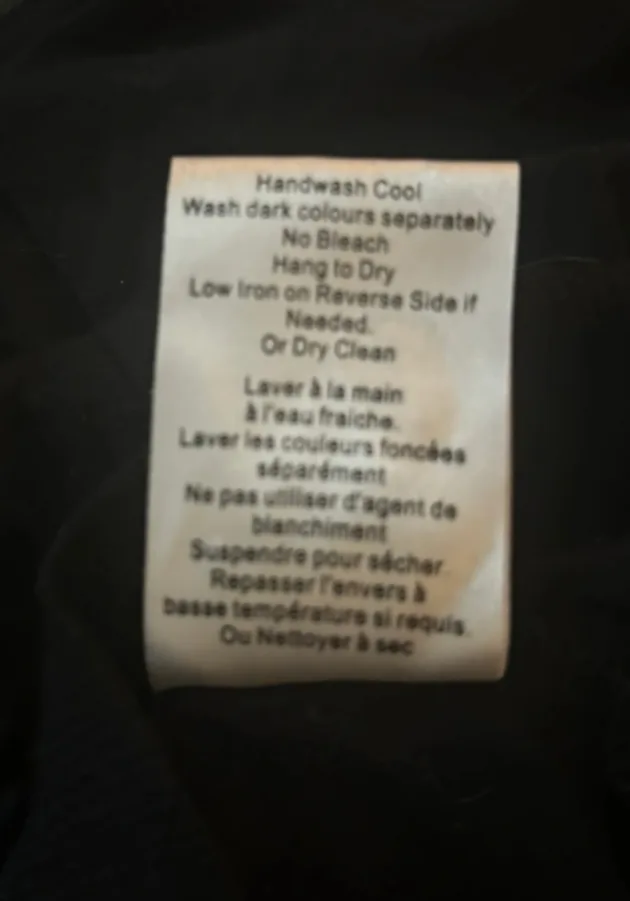 Handwash Cool
Wash dark colours separately
No Bleach
Hang to Dry
Low Iron on Reverse Side if
Needed.
Or Dry Clean
Laver à la main
à l'eau fraiche.
Laver les couleurs foncées
séparément
Ne pas utiliser d'agent de
blanchiment
Suspendre pour sécher.
Repasser l'envers à
basse température si requis.
Ou Nettoyer à sec